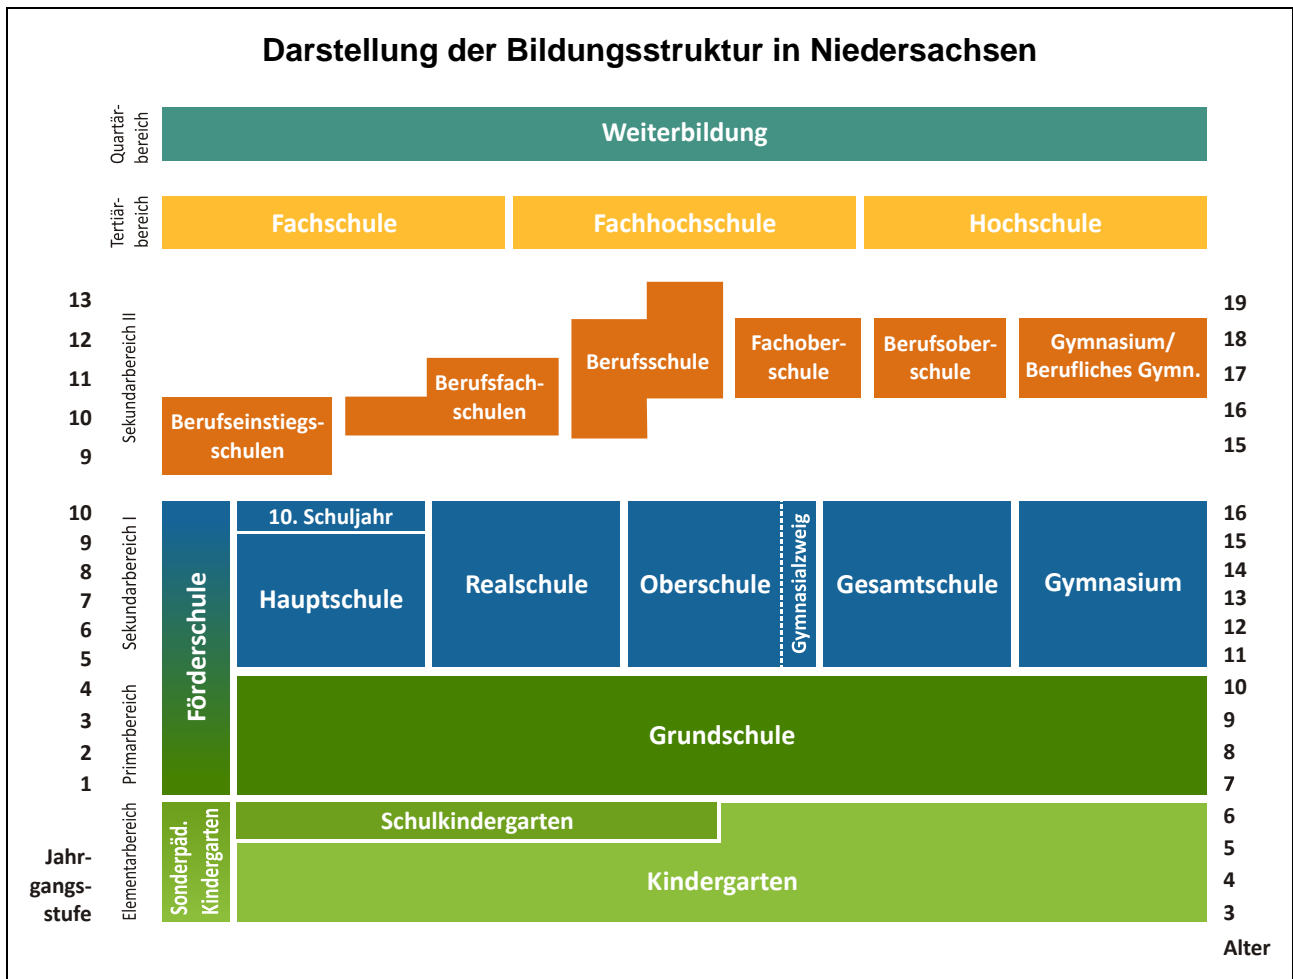 Darstellung der Bildungsstruktur in Niedersachsen
Quartär-
bereich
Weiterbildung
Tertiär-
bereich
Fachschule
Fachhochschule
Hochschule
Sekundarbereich II
13
12
11
10
9
Berufseinstiegs-
schulen
Berufsfach-
schulen
Berufsschule
Fachober-
schule
Berufsober-
schule
Gymnasium/
Berufliches Gymn.
19
18
17
16
15
Sekundarbereich I
10
9
8
7
6
5
Förderschule
10. Schuljahr
Hauptschule
Realschule
Oberschule
Gymnasialzweig
Gesamtschule
Gymnasium
16
15
14
13
12
11
Primarbereich
4
3
2
1
Grundschule
10
9
8
7
Elementarbereich
Sonderpäd.
Kindergarten
Schulkindergarten
Kindergarten
6
5
4
3
Jahr-
gangs-
stufe
Alter